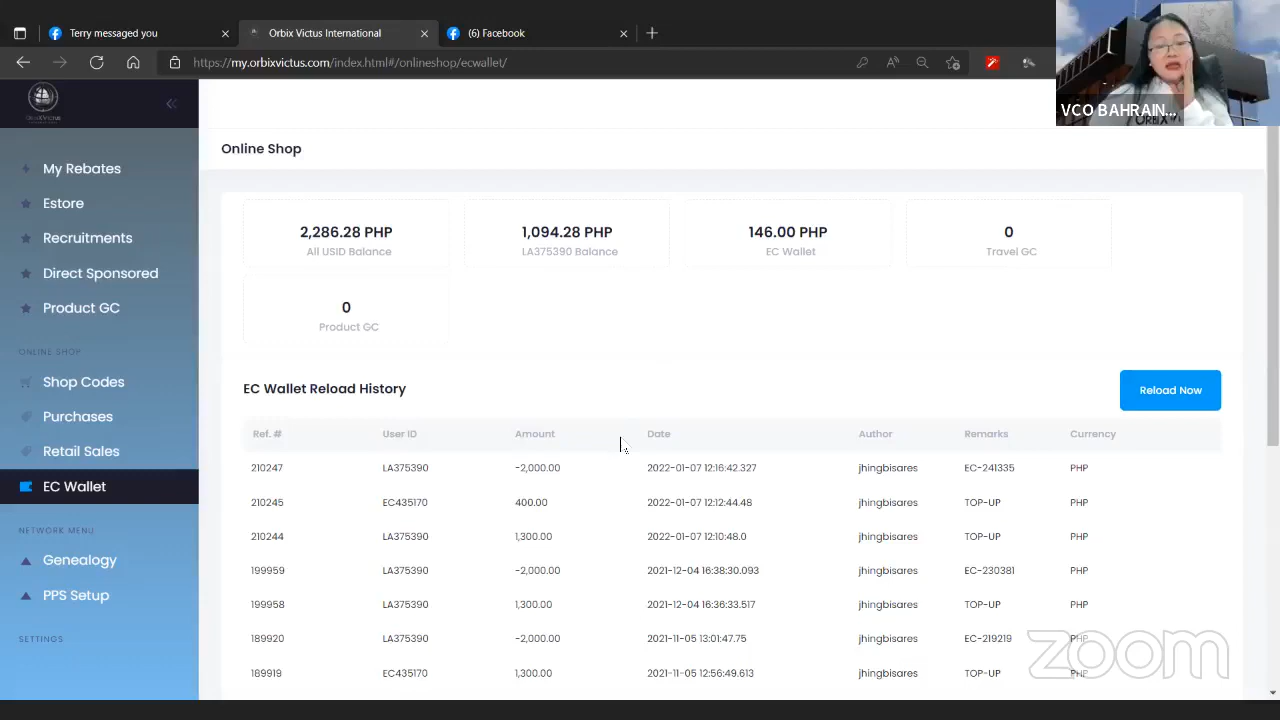 Terry messaged you
Orbix Victus International
(6) Facebook
https://my.orbixvictus.com/index.html#/onlineshop/ecwallet/
VCO BAHRAIN...
ORBIX VICTUS
My Rebates
Estore
Recruitments
Direct Sponsored
Product GC
ONLINE SHOP
Shop Codes
Purchases
Retail Sales
EC Wallet
NETWORK MENU
Genealogy
PPS Setup
SETTINGS
Online Shop
2,286.28 PHP
All USID Balance
1,094.28 PHP
LA375390 Balance
146.00 PHP
EC Wallet
0
Travel GC
0
Product GC
EC Wallet Reload History
Reload Now
Ref. # User ID Amount Date Author Remarks Currency
210247 LA375390 -2,000.00 2022-01-07 12:16:42.327 jhingbisares EC-241335 PHP
210245 EC435170 400.00 2022-01-07 12:12:44.48 jhingbisares TOP-UP PHP
210244 LA375390 1,300.00 2022-01-07 12:10:48.0 jhingbisares TOP-UP PHP
199959 LA375390 -2,000.00 2021-12-04 16:38:30.093 jhingbisares EC-230381 PHP
199958 LA375390 1,300.00 2021-12-04 16:36:33.517 jhingbisares TOP-UP PHP
189920 LA375390 -2,000.00 2021-11-05 13:01:47.75 jhingbisares EC-219219 PHP
189919 EC435170 1,300.00 2021-11-05 12:56:49.613 jhingbisares TOP-UP PHP
zoom